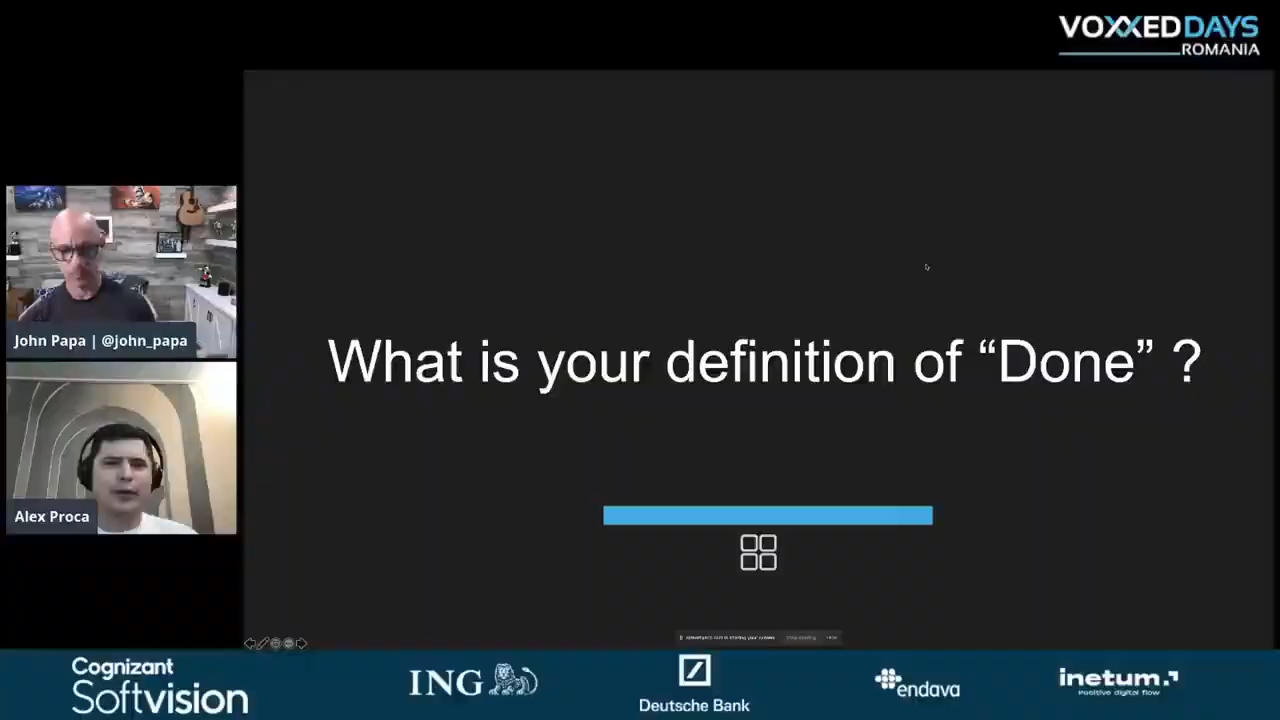 VOXXEDDAYS
ROMANIA
John Papa | @john_papa
What is your definition of “Done” ?
Alex Proca
Cognizant
Softvision
ING
Deutsche Bank
endava
inetum.
Positive digital flow